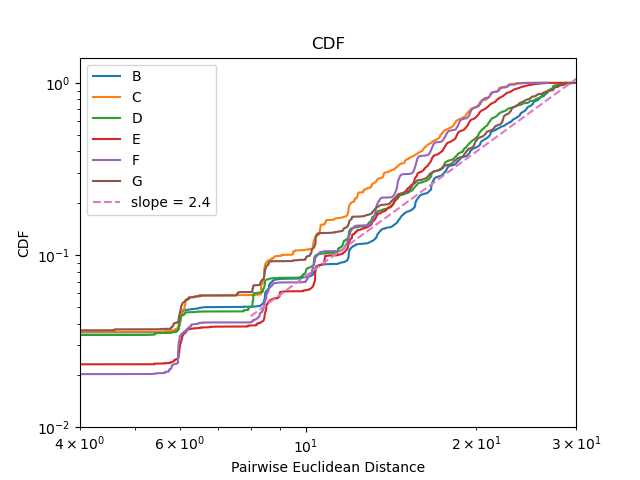 CDF
B
C
D
E
F
G
slope = 2.4
CDF
10⁰
10⁻¹
10⁻²
4 × 10⁰
6 × 10⁰
10¹
2 × 10¹
3 × 10¹
Pairwise Euclidean Distance